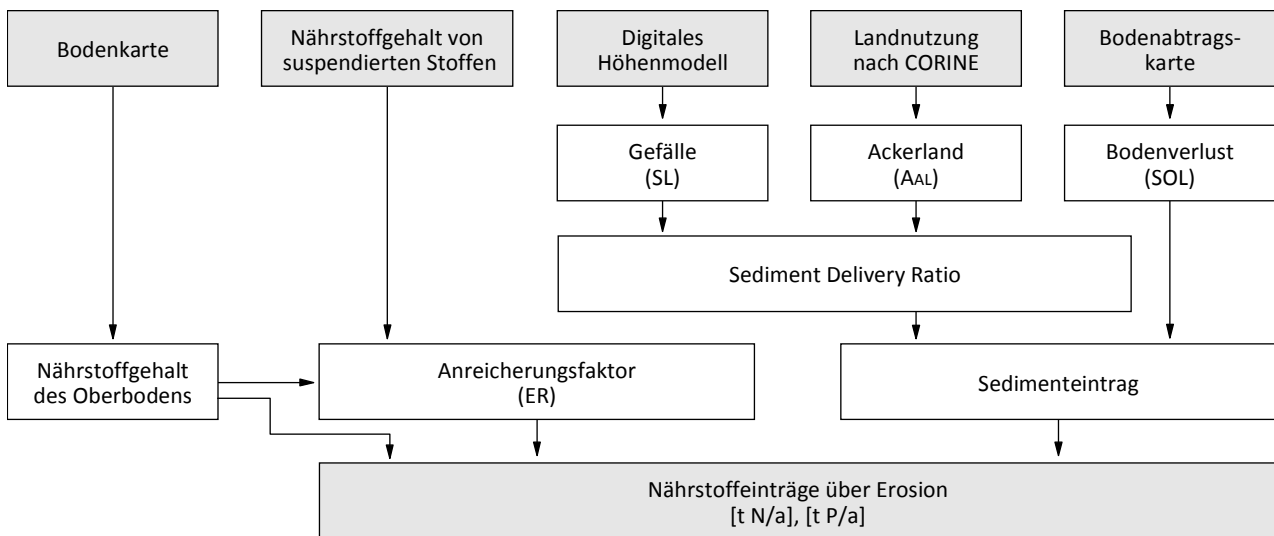 Bodenkarte
Nährstoffgehalt von
suspendierten Stoffen
Digitales
Höhenmodell
Landnutzung
nach CORINE
Bodenabtrags-
karte
Gefälle
(SL)
Ackerland
(AAL)
Bodenverlust
(SOL)
Sediment Delivery Ratio
Nährstoffgehalt
des Oberbodens
Anreicherungsfaktor
(ER)
Sedimenteintrag
Nährstoffeinträge über Erosion
[t N/a], [t P/a]